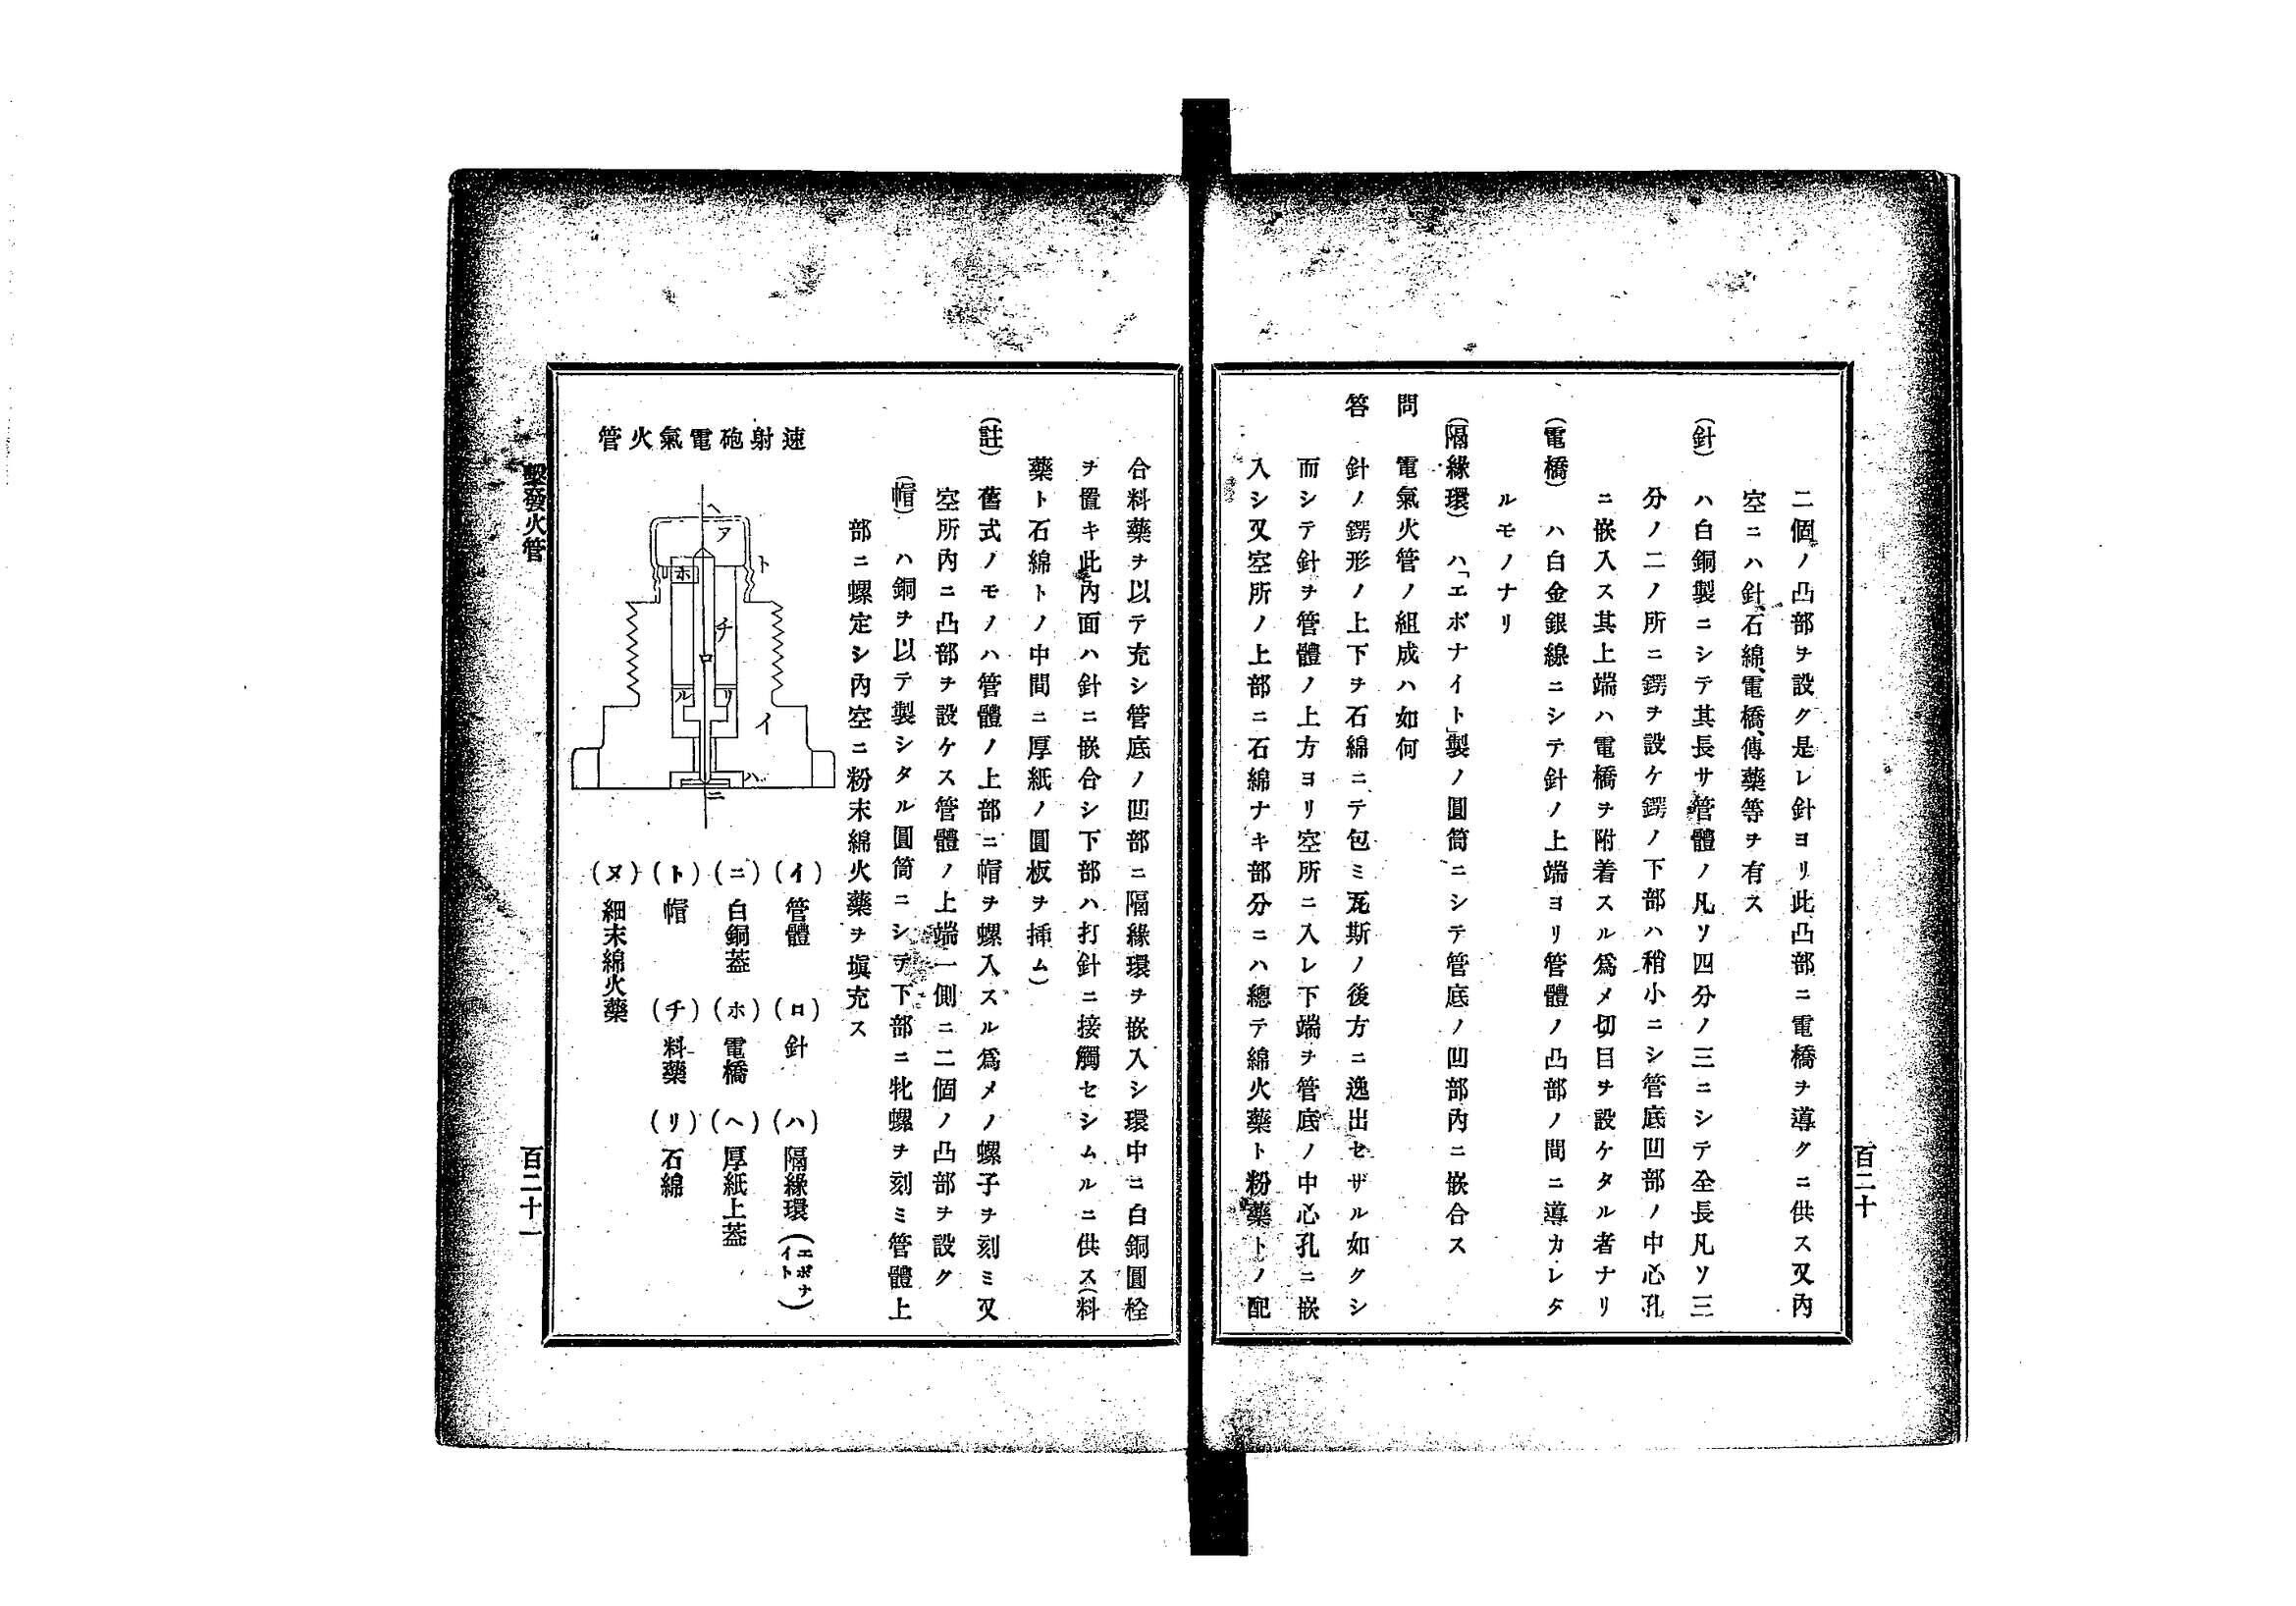 二個ノ凸部ヲ設ク是レ針ヨリ此凸部ニ電橋ヲ導クニ供ス又內
空ニハ針石綿、電橋、傳藥等ヲ有ス
(針) ハ白銅製ニシテ其長サ管體ノ凡ソ四分ノ三ニシテ全長凡ソ三
分ノ二ノ所ニ鍔ヲ設ケ鍔ノ下部ハ稍小ニシ管底凹部ノ中心孔
ニ嵌入ス其上端ハ電橋ヲ附着スル爲メ切目ヲ設ケタル者ナリ
(電橋) ハ白金銀線ニシテ針ノ上端ヨリ管體ノ凸部ノ間ニ導カレタ
ルモノナリ
(隔緣環) ハ「エボナイト」製ノ圓筒ニシテ管底ノ凹部內ニ嵌合ス
問 電氣火管ノ組成ハ如何
答 針ノ鍔形ノ上下ヲ石綿ニテ包ミ瓦斯ノ後方ニ逸出セザル如クシ
而シテ針ヲ管體ノ上方ヨリ空所ニ入レ下端ヲ管底ノ中心孔ニ嵌
入シ又空所ノ上部ニ石綿ナキ部分ニハ總テ綿火藥ト粉藥トノ配
百二十
合料藥ヲ以テ充シ管底ノ凹部ニ隔緣環ヲ嵌入シ環中ニ白銅圓栓
ヲ置キ此內面ハ針ニ嵌合シ下部ハ打針ニ接觸セシムルニ供ス(料
藥ト石綿トノ中間ニ厚紙ノ圓板ヲ揷ム)
(註) 舊式ノモノハ管體ノ上部ニ帽ヲ螺入スル爲メノ螺子ヲ刻ミ又
空所內ニ凸部ヲ設ケス管體ノ上端一側ニ二個ノ凸部ヲ設ク
(帽) ハ銅ヲ以テ製シタル圓筒ニシテ下部ニ牝螺ヲ刻ミ管體上
部ニ螺定シ內空ニ粉末綿火藥ヲ塡充ス
速射砲電氣火管
ヘ
ヌ
ト
ホ
チ
ロ
ル
リ
イ
ハ
ニ
(イ) 管體 (ロ) 針 (ハ) 隔緣環(エボナイト)
(ニ) 白銅蓋 (ホ) 電橋 (ヘ) 厚紙上蓋
(ト) 帽 (チ) 料藥 (リ) 石綿
(ヌ) 細末綿火藥
擊發火管
百二十一